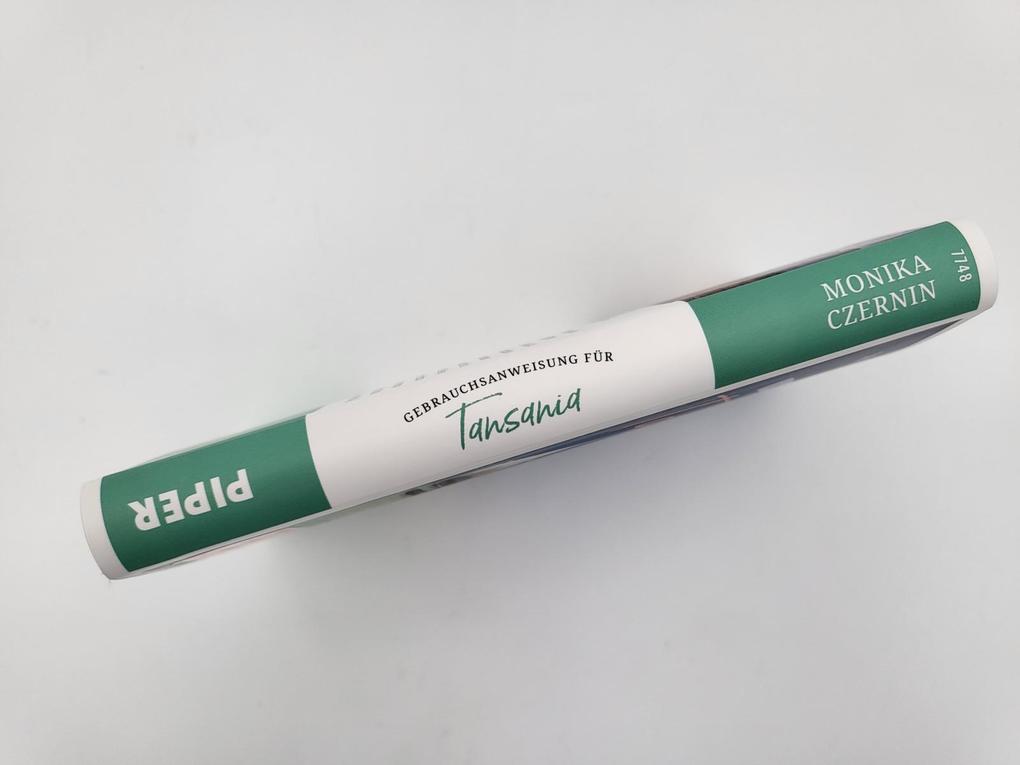 MONIKA
CZERNIN
7748
GEBRAUCHSANWEISUNG FÜR
Tansania
PIPER